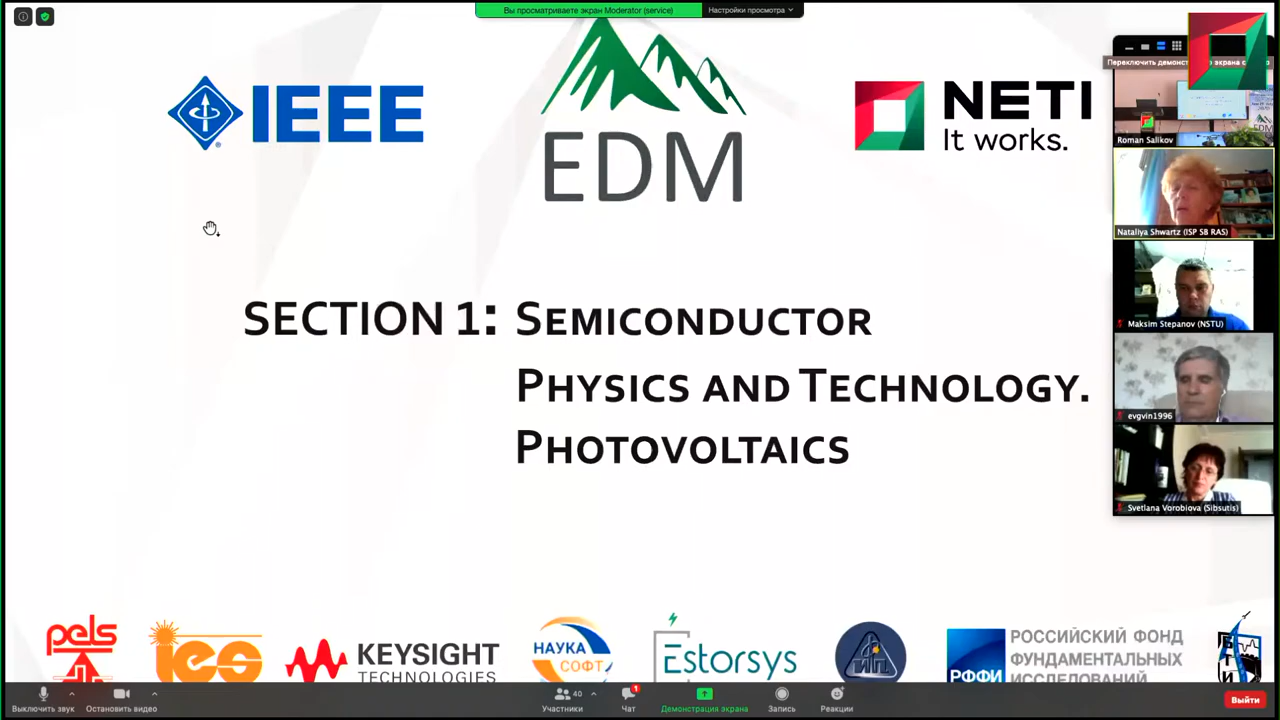 Вы просматриваете экран Moderator (service)
Настройки просмотра
IEEE
EDM
NETI
It works.
Roman Salikov
Nataliya Shwartz (ISP SB RAS)
Maksim Stepanov (NSTU)
evgvin1996
Svetlana Vorobiova (Sibsutis)
SECTION 1: SEMICONDUCTOR
PHYSICS AND TECHNOLOGY.
PHOTOVOLTAICS
pels
ies
KEYSIGHT
TECHNOLOGIES
НАУКА
СОФТ
Estorsys
РФФИ
РОССИЙСКИЙ ФОНД
ФУНДАМЕНТАЛЬНЫХ
ИССЛЕДОВАНИЙ
Выключить звук
Остановить видео
40
Участники
1
Чат
Демонстрация экрана
Запись
Реакции
Выйти